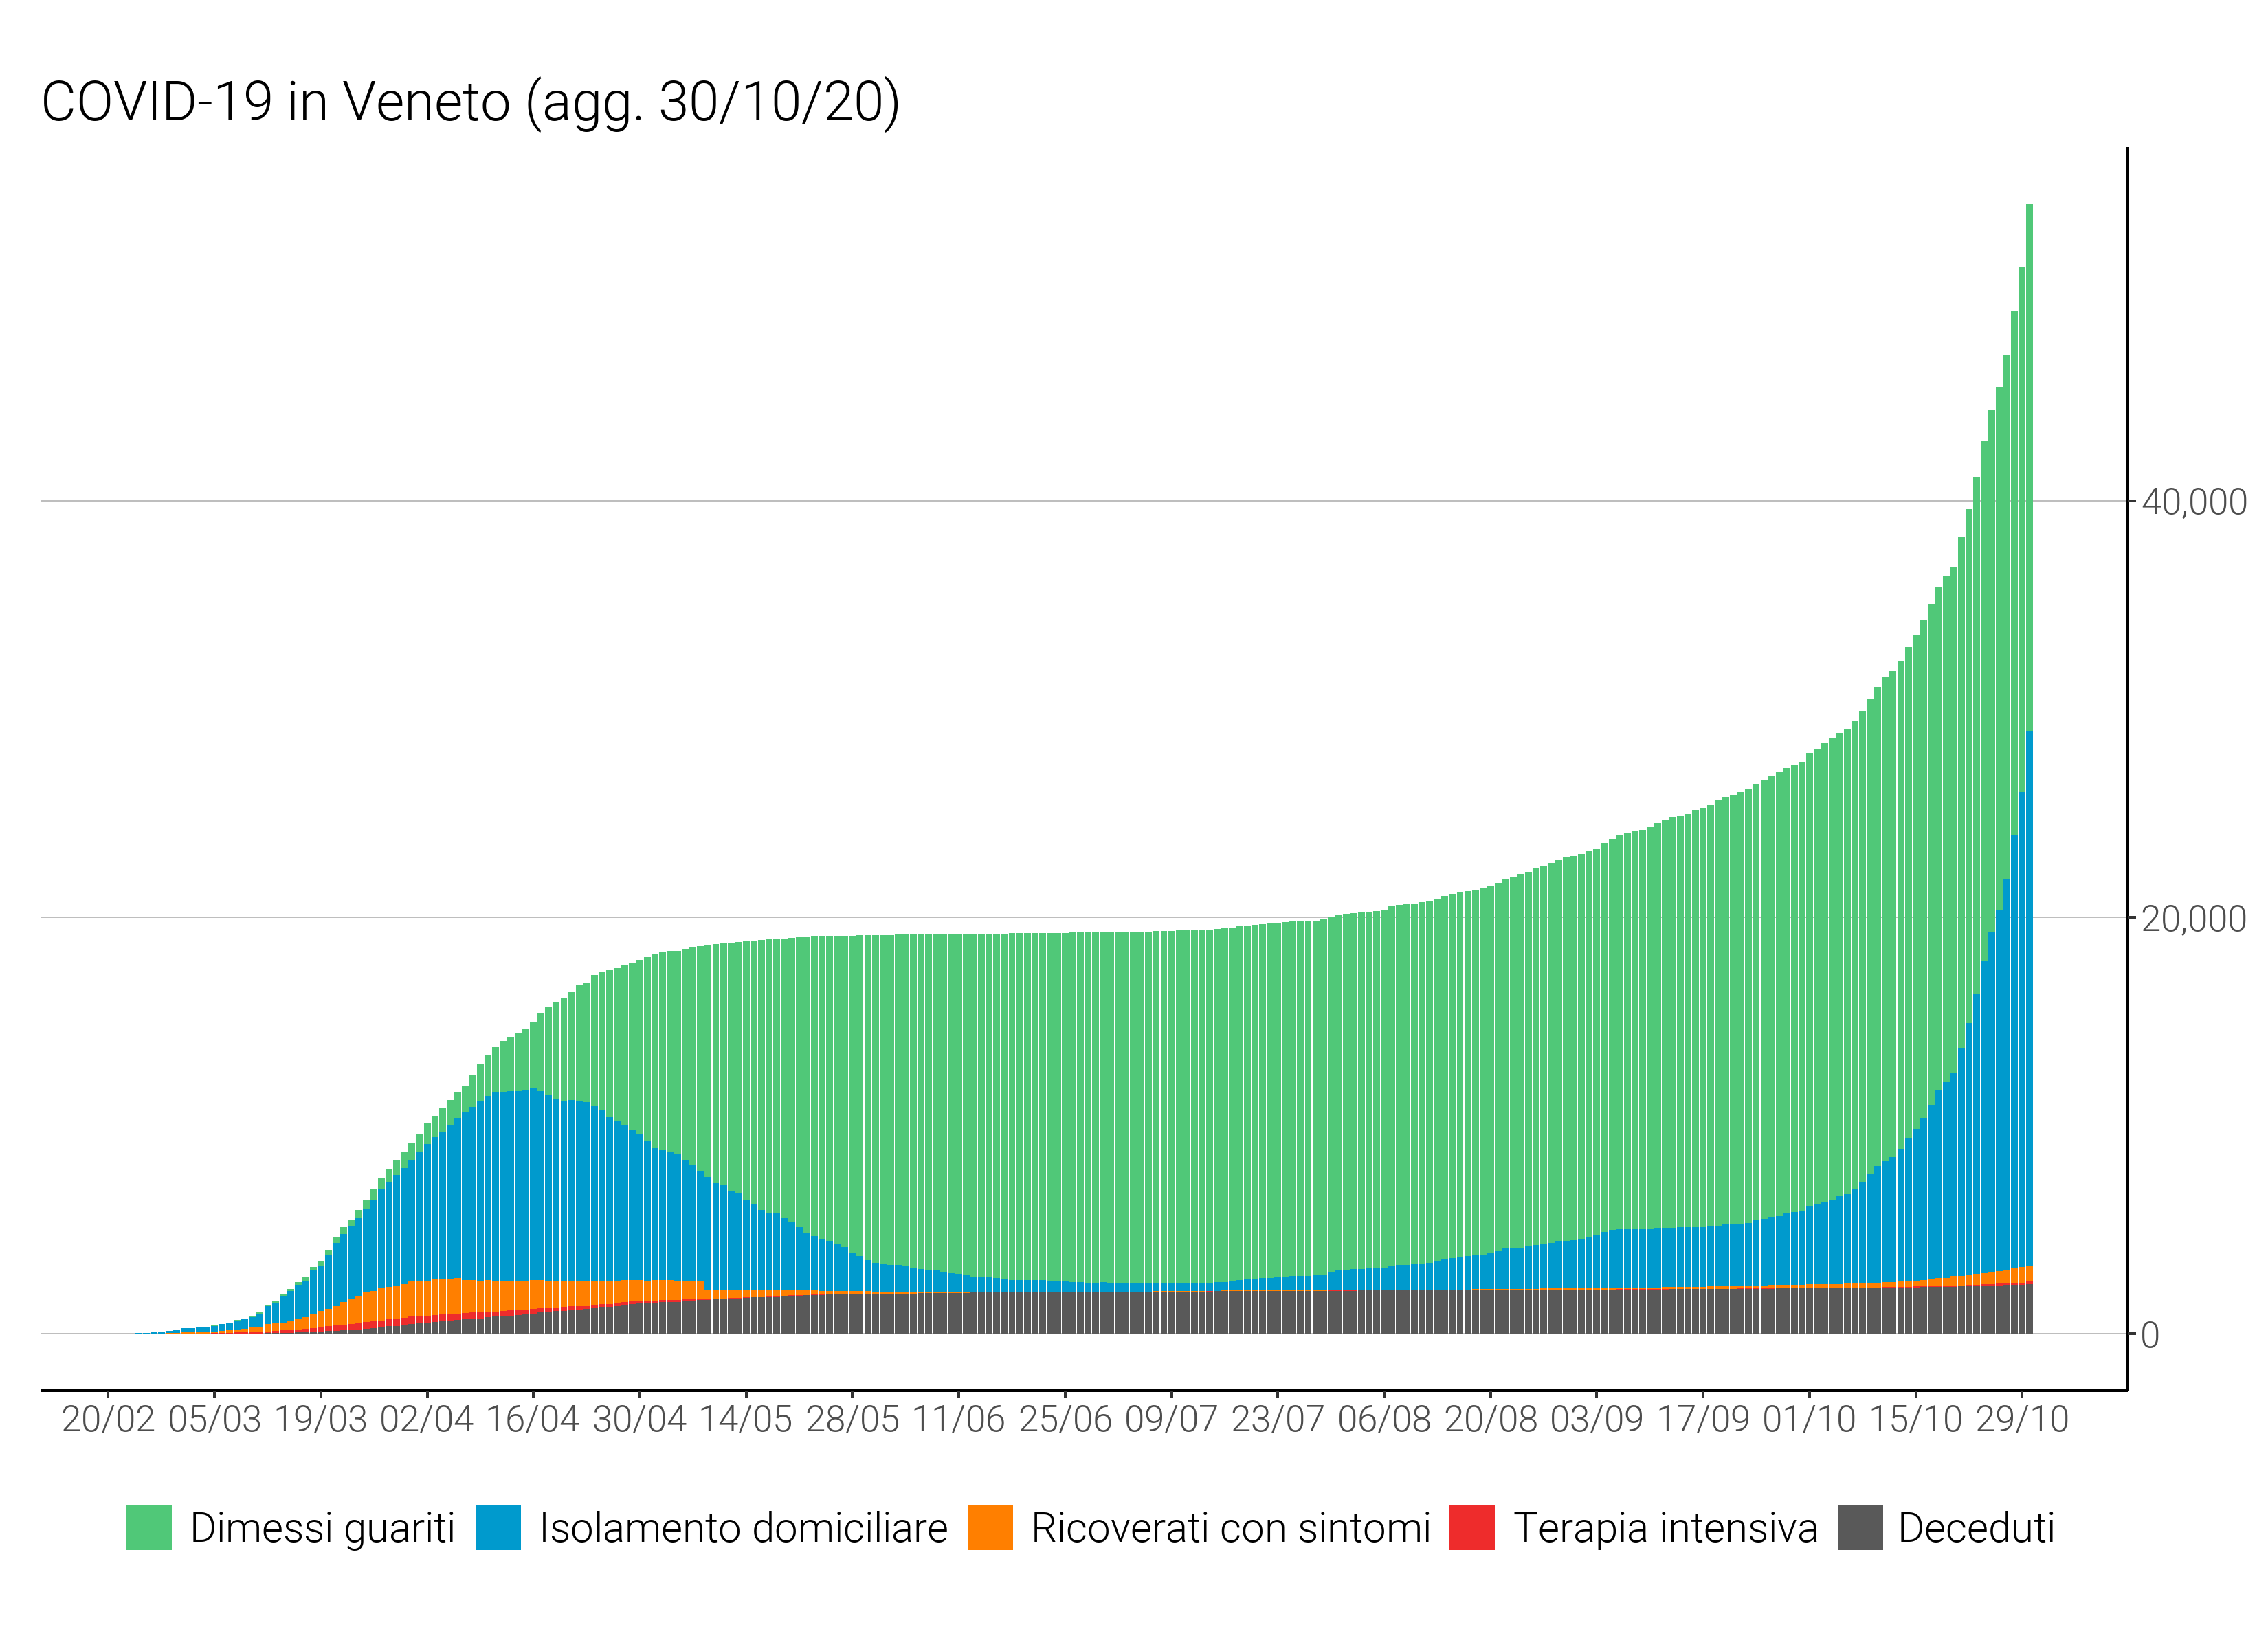 COVID-19 in Veneto (agg. 30/10/20)
40,000
20,000
0
20/02 05/03 19/03 02/04 16/04 30/04 14/05 28/05 11/06 25/06 09/07 23/07 06/08 20/08 03/09 17/09 01/10 15/10 29/10
Dimessi guariti Isolamento domiciliare Ricoverati con sintomi Terapia intensiva Deceduti